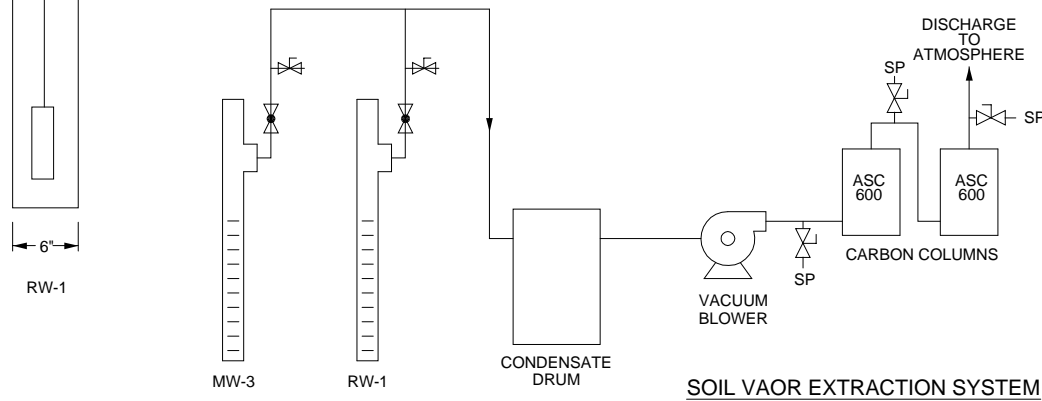 6"
RW-1
MW-3
RW-1
CONDENSATE
DRUM
VACUUM
BLOWER
SP
SP
ASC
600
ASC
600
CARBON COLUMNS
DISCHARGE
TO
ATMOSPHERE
SP
SOIL VAOR EXTRACTION SYSTEM